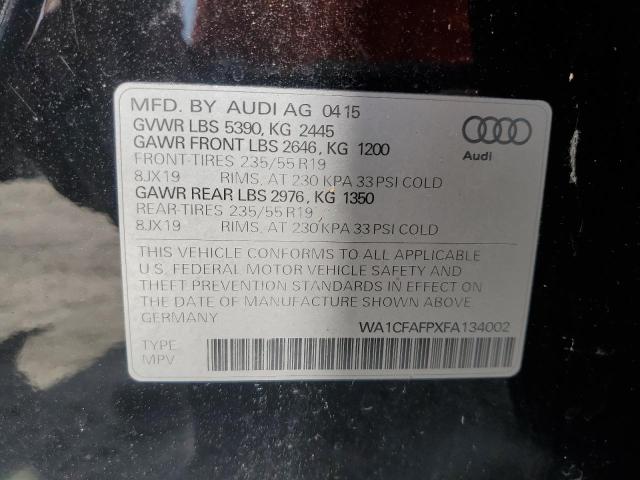 MFD. BY AUDI AG 04 15
GVWR LBS 5390, KG 2445
GAWR FRONT LBS 2646, KG 1200
FRONT-TIRES 235/55 R19
8JX19 RIMS, AT 230 KPA 33 PSI COLD
GAWR REAR LBS 2976, KG 1350
REAR-TIRES 235/55 R19
8JX19 RIMS, AT 230 KPA 33 PSI COLD
Audi
THIS VEHICLE CONFORMS TO ALL APPLICABLE
U.S. FEDERAL MOTOR VEHICLE SAFETY AND
THEFT PREVENTION STANDARDS IN EFFECT ON
THE DATE OF MANUFACTURE SHOWN ABOVE
GERMANY
WA1CFAFPXFA134002
TYPE:
MPV